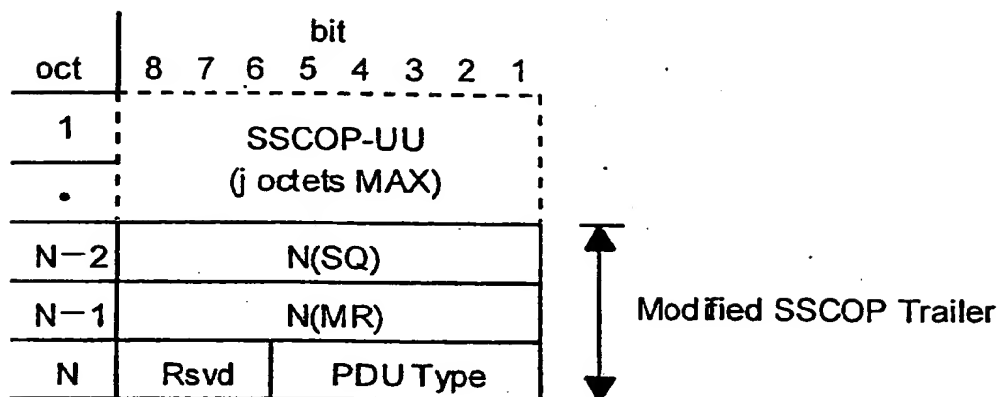 bit
oct 8 7 6 5 4 3 2 1
1 SSCOP-UU
(j octets MAX)
N-2 N(SQ)
N-1 N(MR) Modified SSCOP Trailer
N Rsvd PDU Type